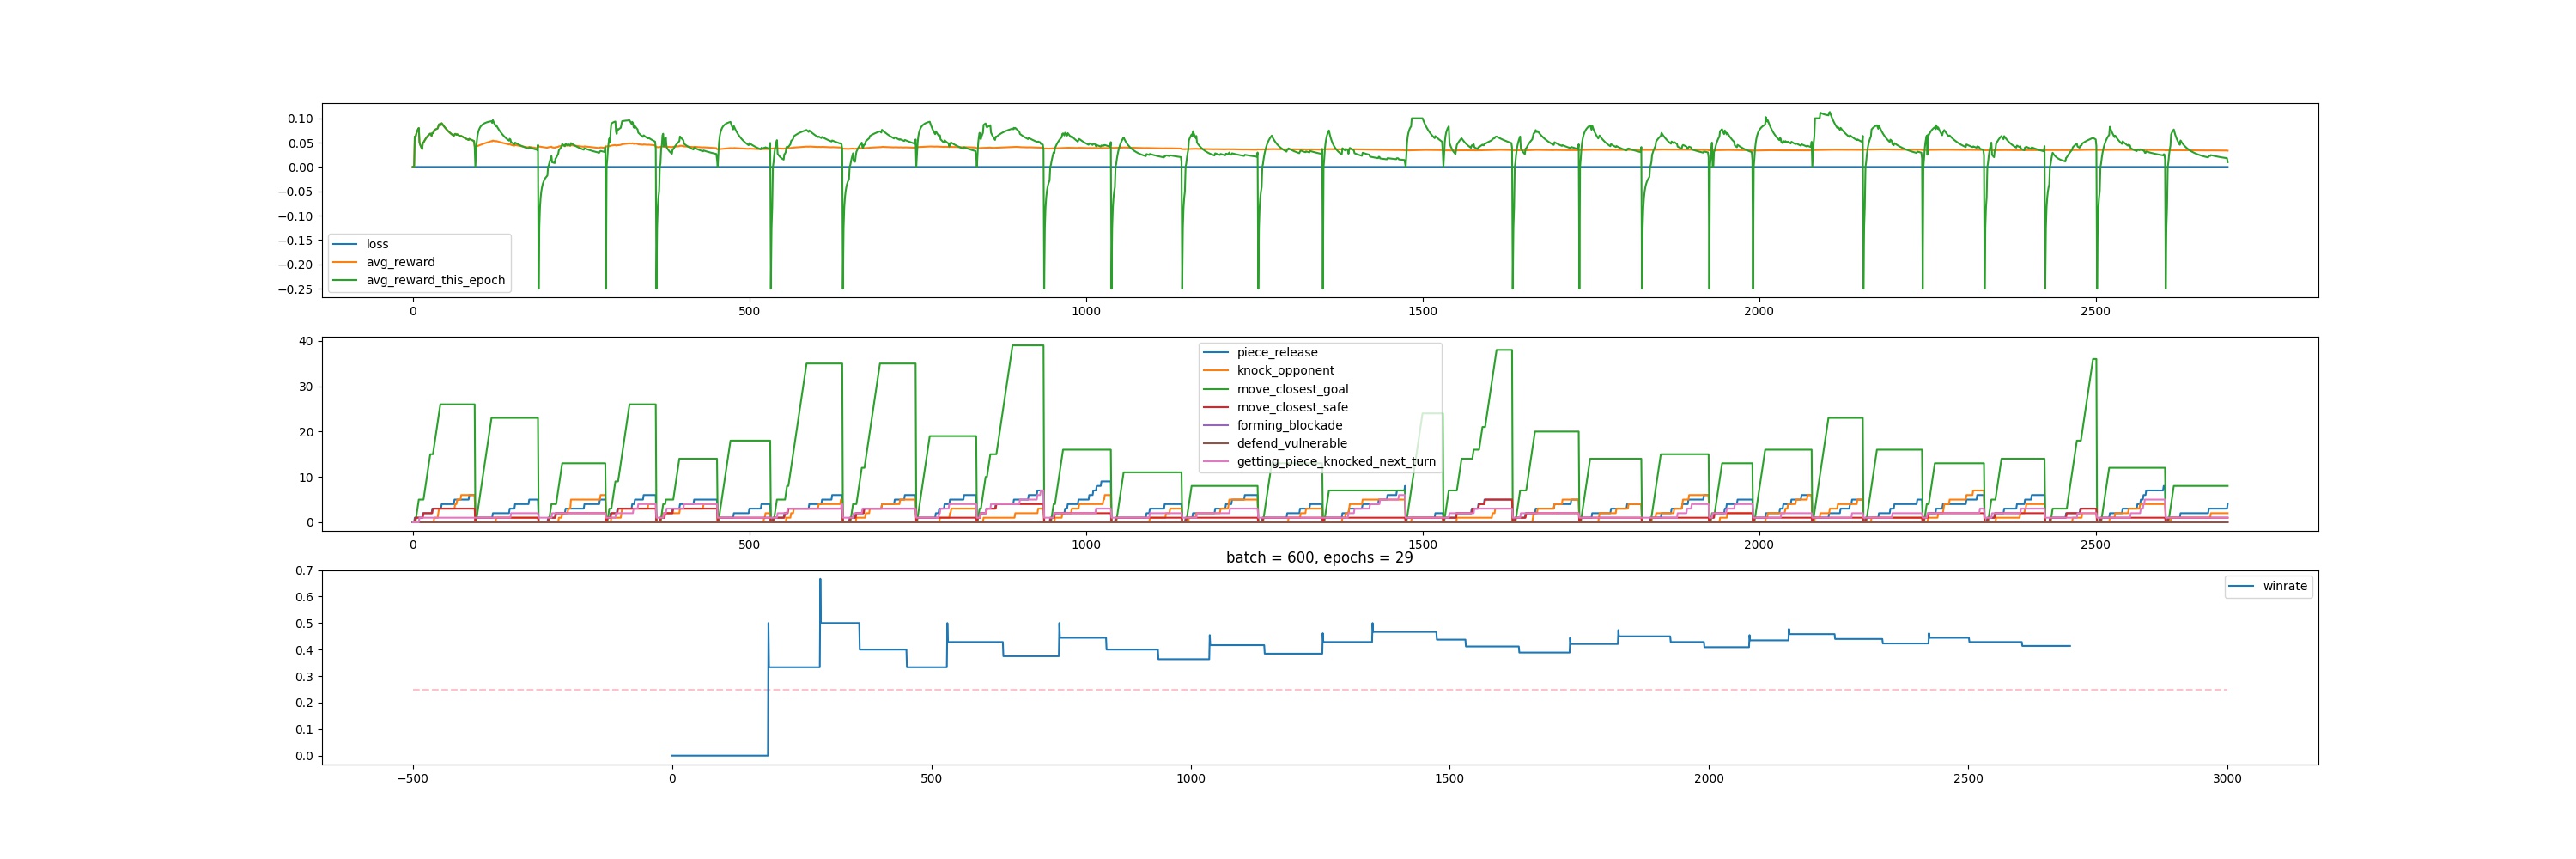 0.10
0.05
0.00
−0.05
−0.10
−0.15
−0.20
−0.25
loss
avg_reward
avg_reward_this_epoch
0 500 1000 1500 2000 2500
40
30
20
10
0
piece_release
knock_opponent
move_closest_goal
move_closest_safe
forming_blockade
defend_vulnerable
getting_piece_knocked_next_turn
0 500 1000 1500 2000 2500
batch = 600, epochs = 29
0.7
0.6
0.5
0.4
0.3
0.2
0.1
0.0
winrate
−500 0 500 1000 1500 2000 2500 3000